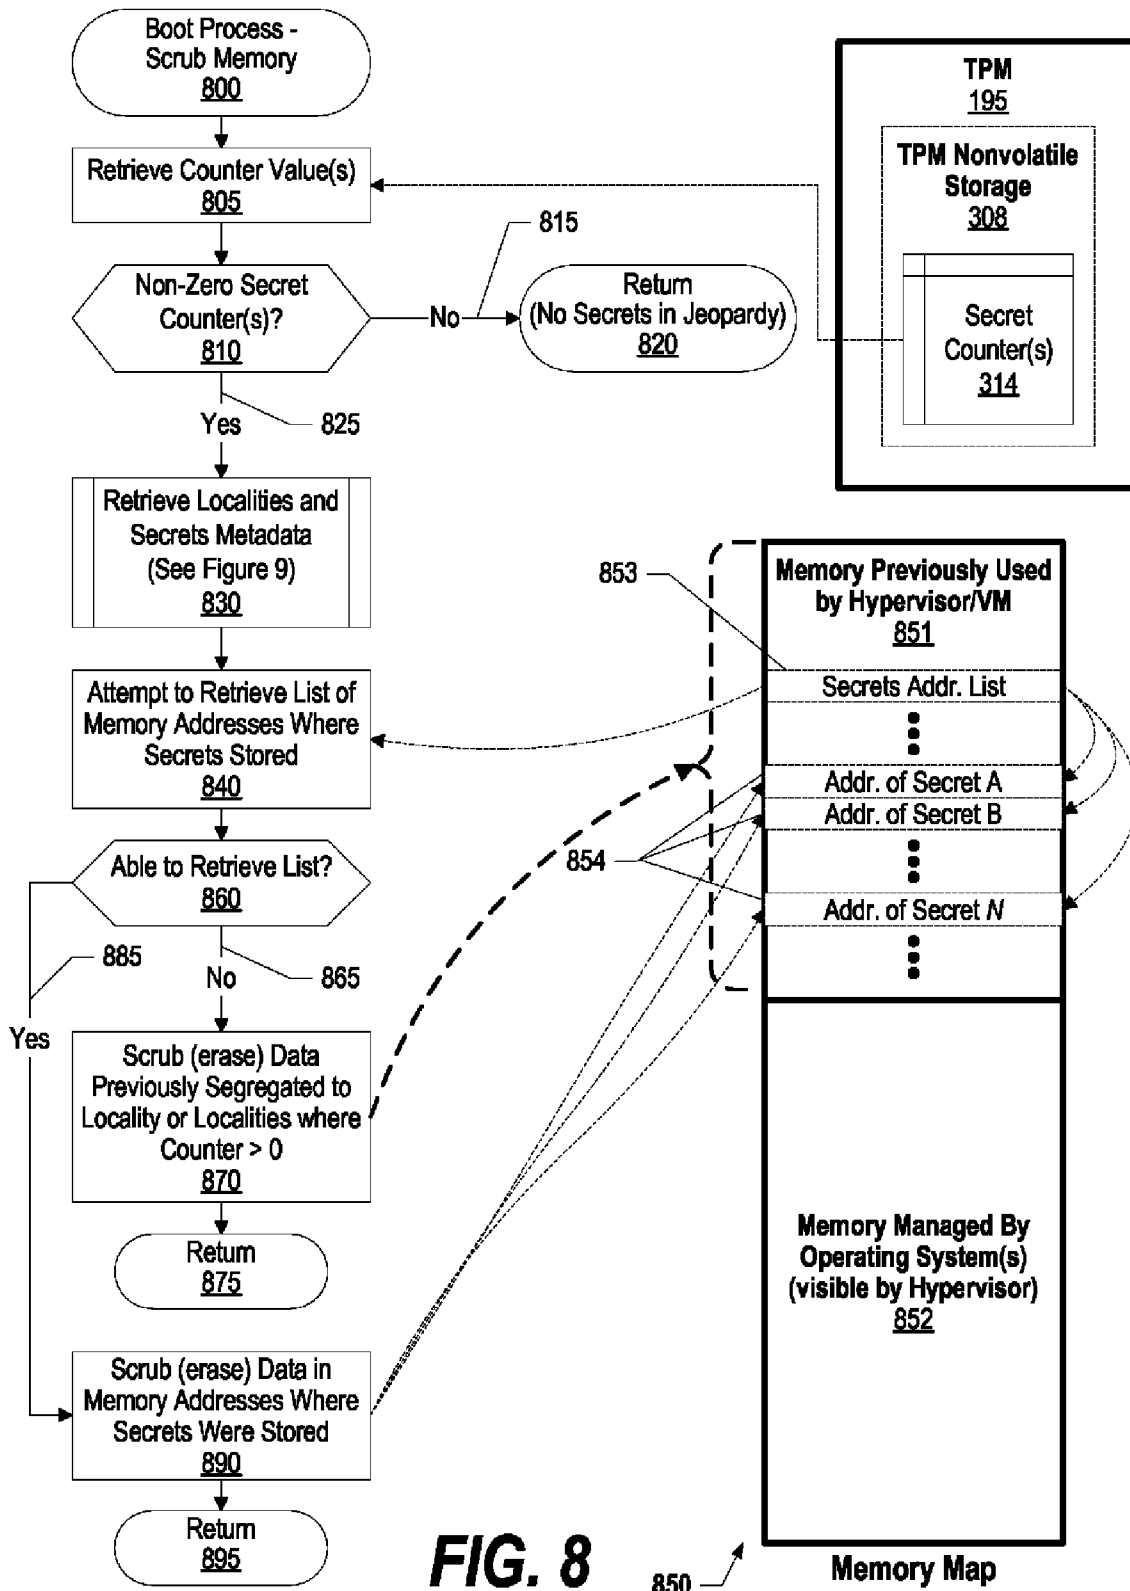 Boot Process -
Scrub Memory
800
Retrieve Counter Value(s)
805
Non-Zero Secret
Counter(s)?
810
No
815
Return
(No Secrets in Jeopardy)
820
Yes
825
Retrieve Localities and
Secrets Metadata
(See Figure 9)
830
Attempt to Retrieve List of
Memory Addresses Where
Secrets Stored
840
Able to Retrieve List?
860
885
No
865
Yes
Scrub (erase) Data
Previously Segregated to
Locality or Localities where
Counter > 0
870
Return
875
Scrub (erase) Data in
Memory Addresses Where
Secrets Were Stored
890
Return
895
TPM
195
TPM Nonvolatile
Storage
308
Secret
Counter(s)
314
853
Memory Previously Used
by Hypervisor/VM
851
Secrets Addr. List
Addr. of Secret A
Addr. of Secret B
854
Addr. of Secret N
Memory Managed By
Operating System(s)
(visible by Hypervisor)
852
FIG. 8
850
Memory Map